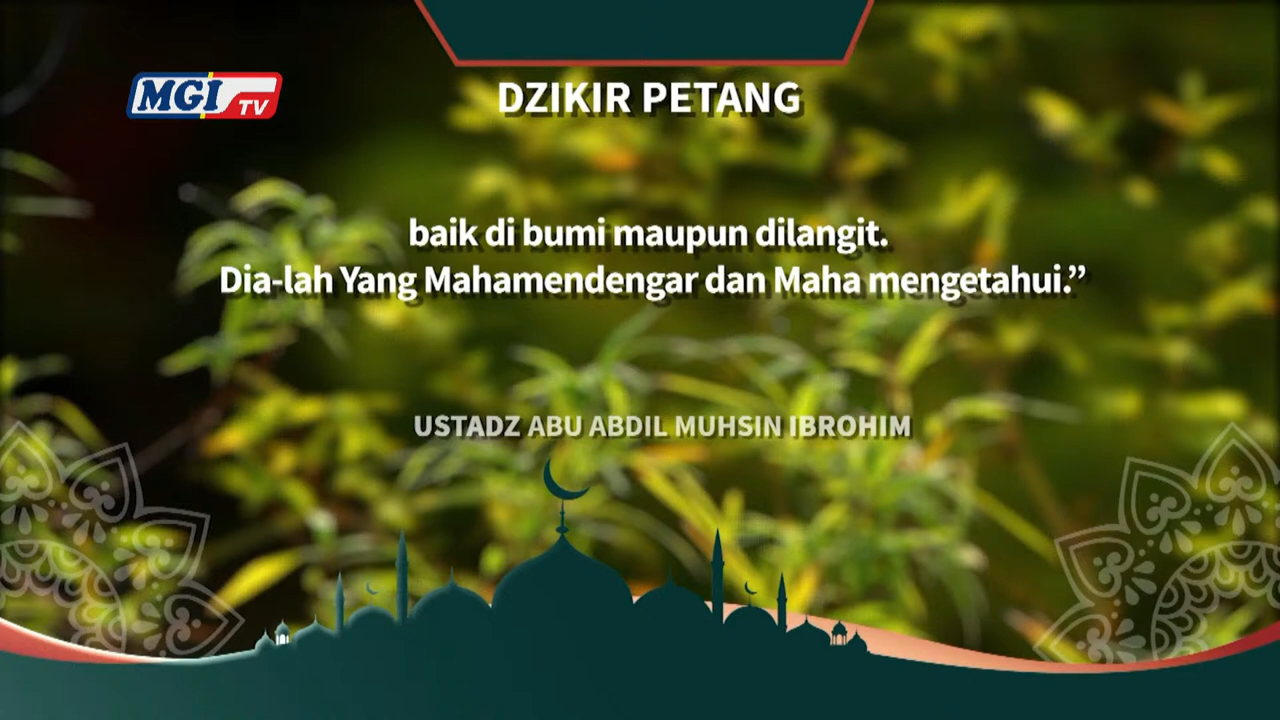 MGI TV
DZIKIR PETANG
baik di bumi maupun dilangit.
Dia-lah Yang Mahamendengar dan Maha mengetahui.”
USTADZ ABU ABDIL MUHSIN IBROHIM